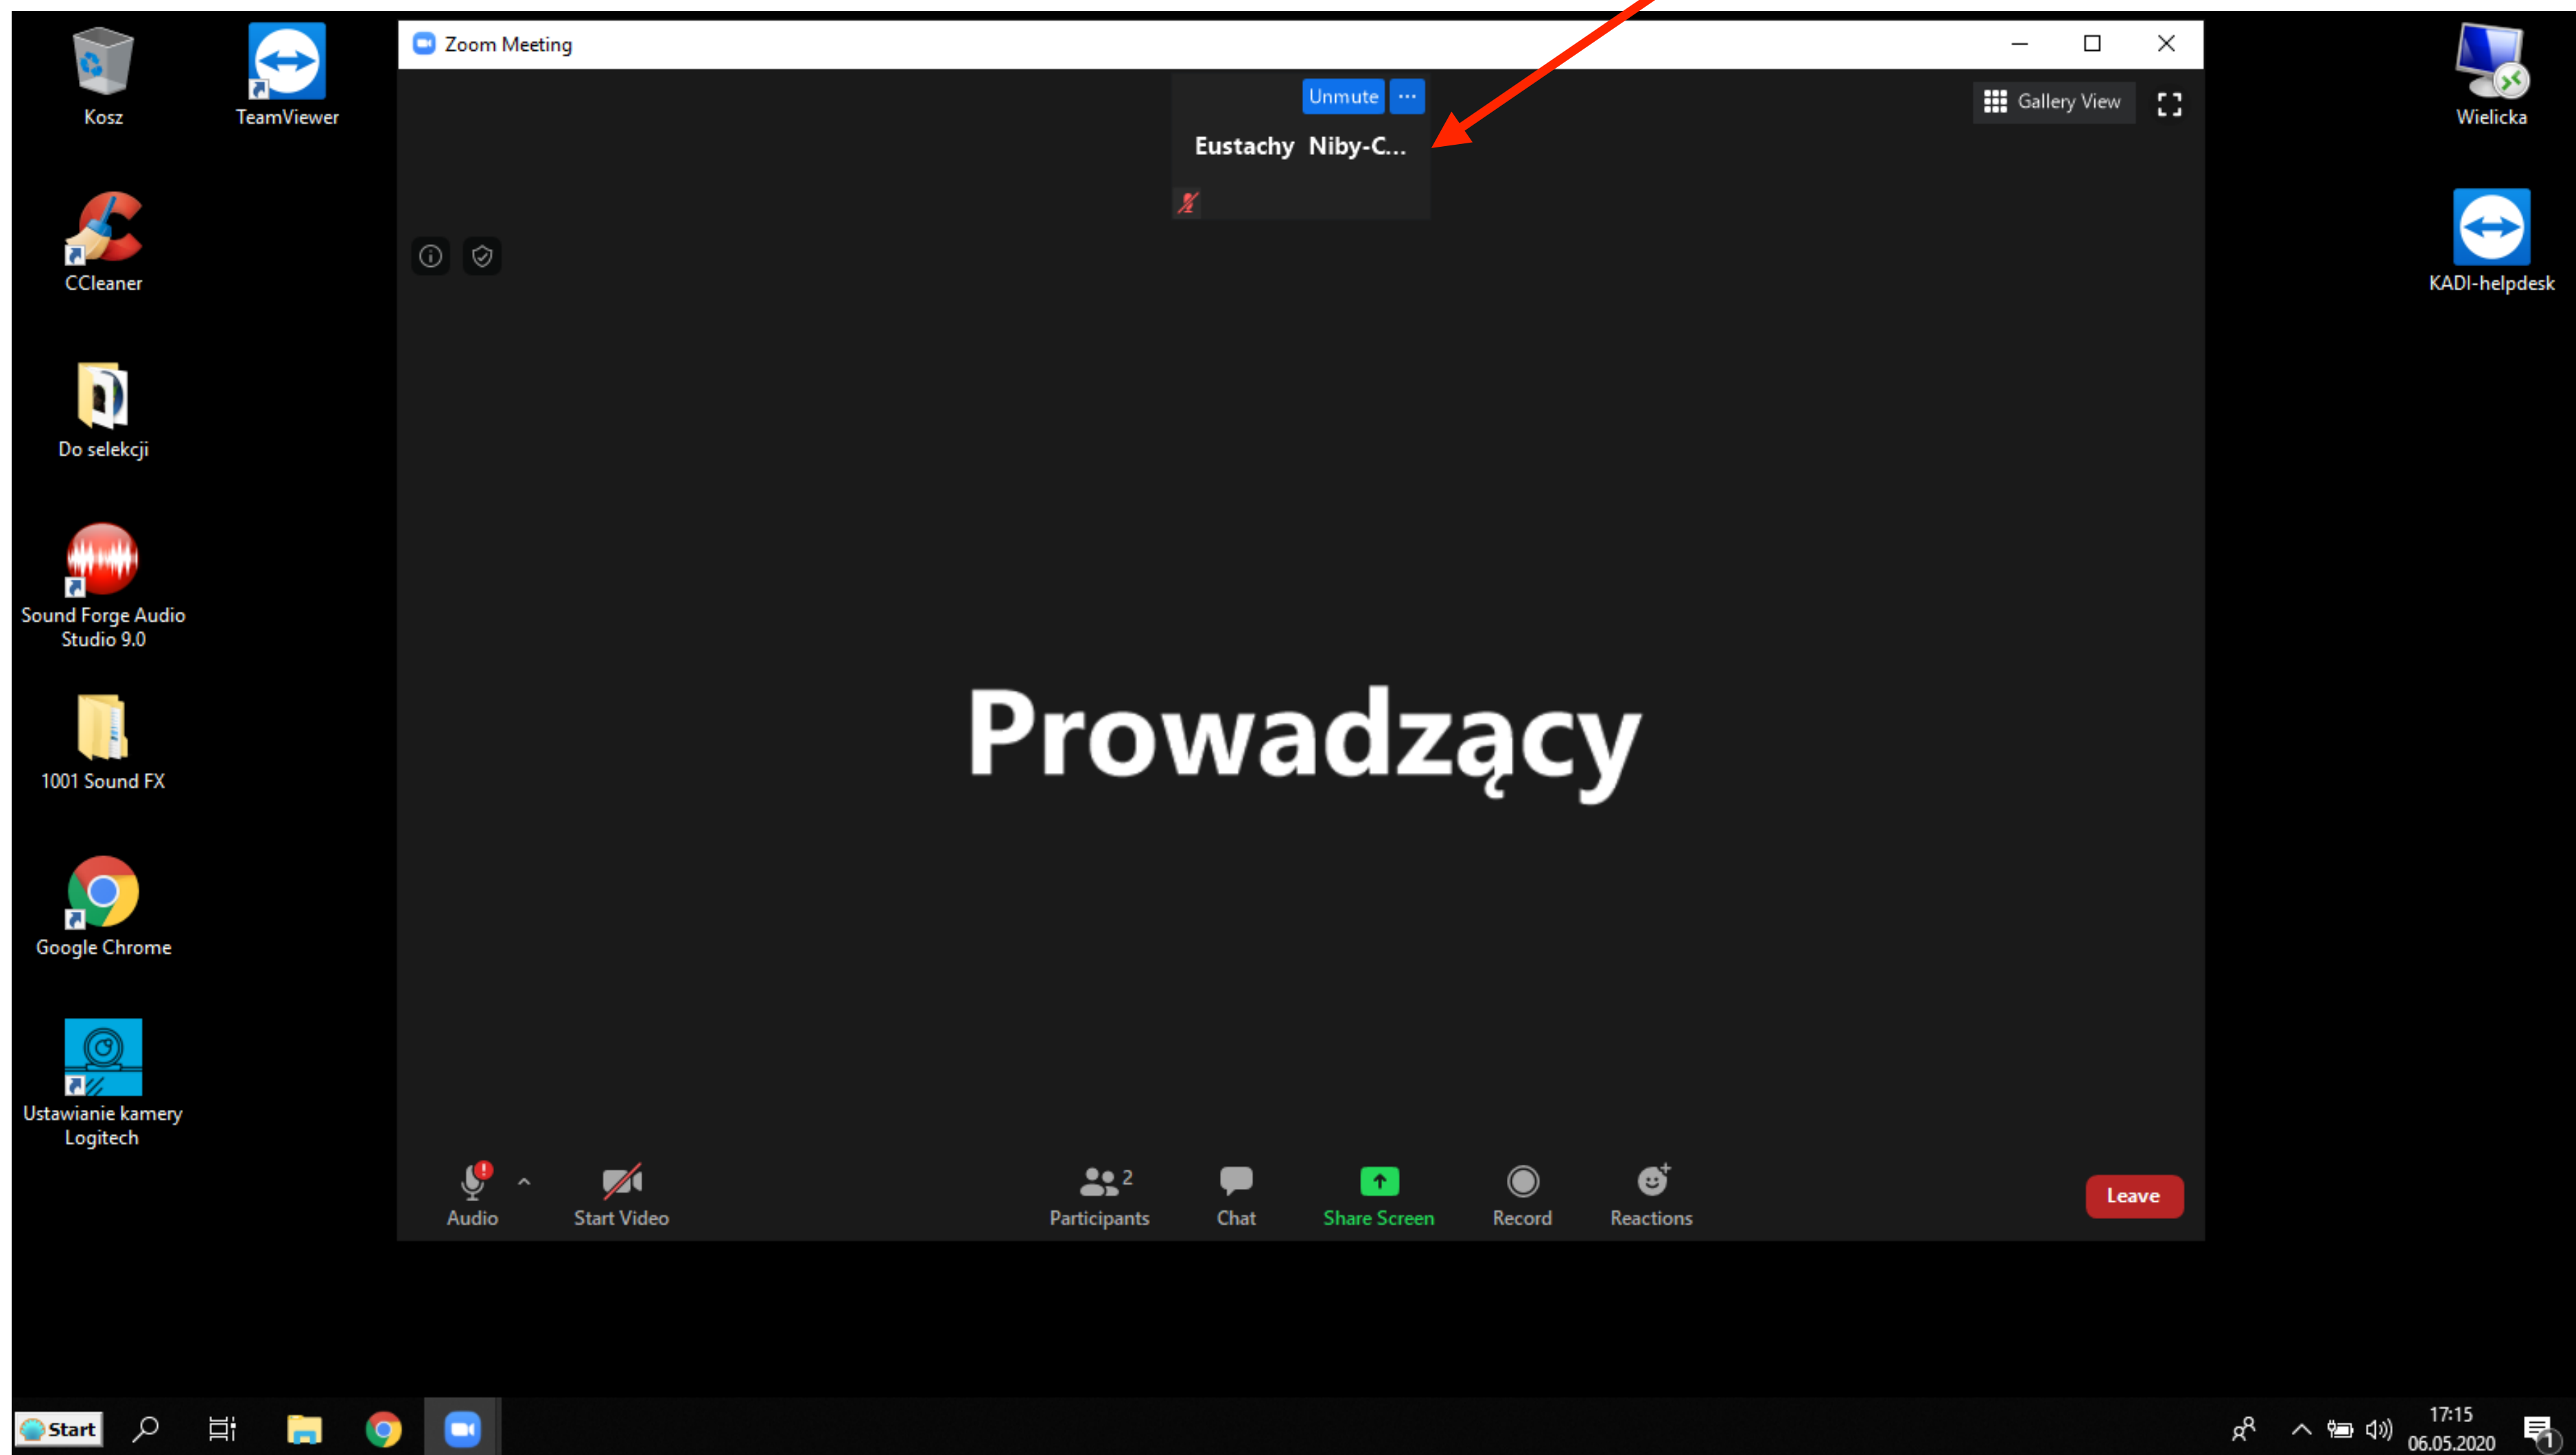 Kosz
TeamViewer
CCleaner
Do selekcji
Sound Forge Audio
Studio 9.0
1001 Sound FX
Google Chrome
Ustawianie kamery
Logitech
Zoom Meeting
Unmute ...
Eustachy Niby-C...
Gallery View
Prowadzący
Audio
Start Video
Participants
2
Chat
Share Screen
Record
Reactions
Leave
Wielicka
KADI-helpdesk
Start
17:15
06.05.2020
1